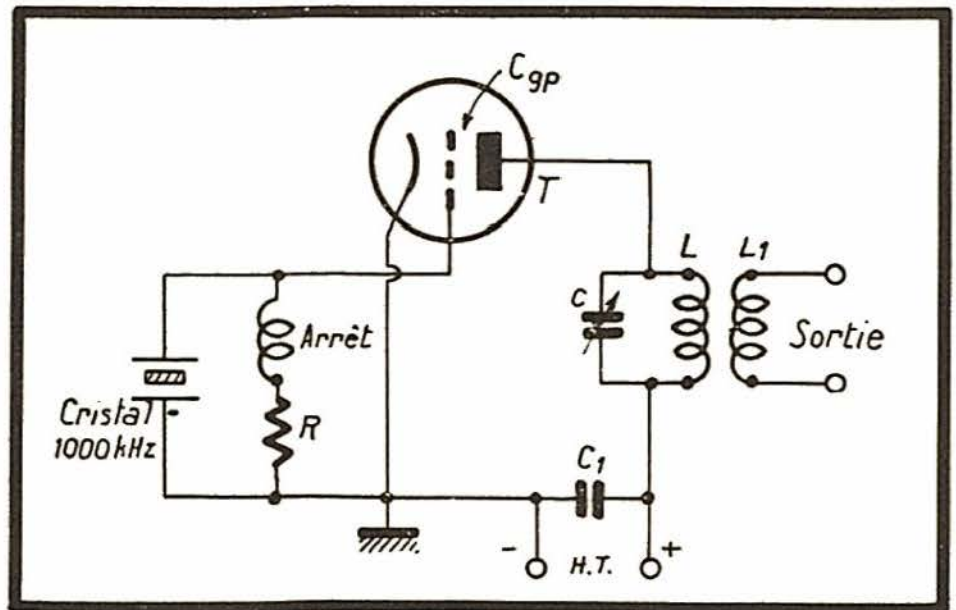 Cgp
T
L
L1
C
Arrêt
Sortie
Cristal
1000 kHz
R
C1
-
H.T.
+